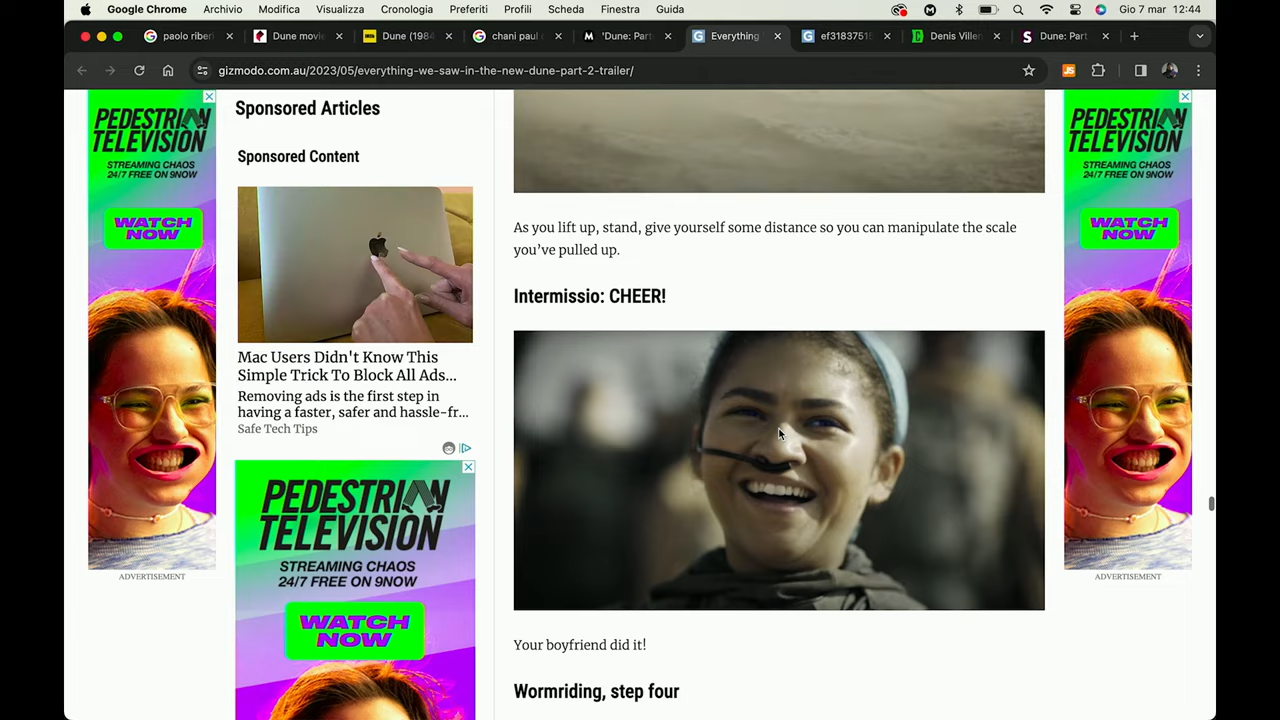 Google Chrome Archivio Modifica Visualizza Cronologia Preferiti Profili Scheda Finestra Guida Gio 7 mar 12:44
paolo riberi Dune movi Dune (1984 chani paul 'Dune: Part Everything ef3183751 Denis Viller Dune: Part
gizmodo.com.au/2023/05/everything-we-saw-in-the-new-dune-part-2-trailer/
PEDESTRIAN
TELEVISION
STREAMING CHAOS
24/7 FREE ON 9NOW
WATCH
NOW
ADVERTISEMENT
Sponsored Articles
Sponsored Content
Mac Users Didn't Know This
Simple Trick To Block All Ads...
Removing ads is the first step in
having a faster, safer and hassle-fr...
Safe Tech Tips
PEDESTRIAN
TELEVISION
STREAMING CHAOS
24/7 FREE ON 9NOW
WATCH
NOW
As you lift up, stand, give yourself some distance so you can manipulate the scale
you’ve pulled up.
Intermissio: CHEER!
Your boyfriend did it!
Wormriding, step four
PEDESTRIAN
TELEVISION
STREAMING CHAOS
24/7 FREE ON 9NOW
WATCH
NOW
ADVERTISEMENT